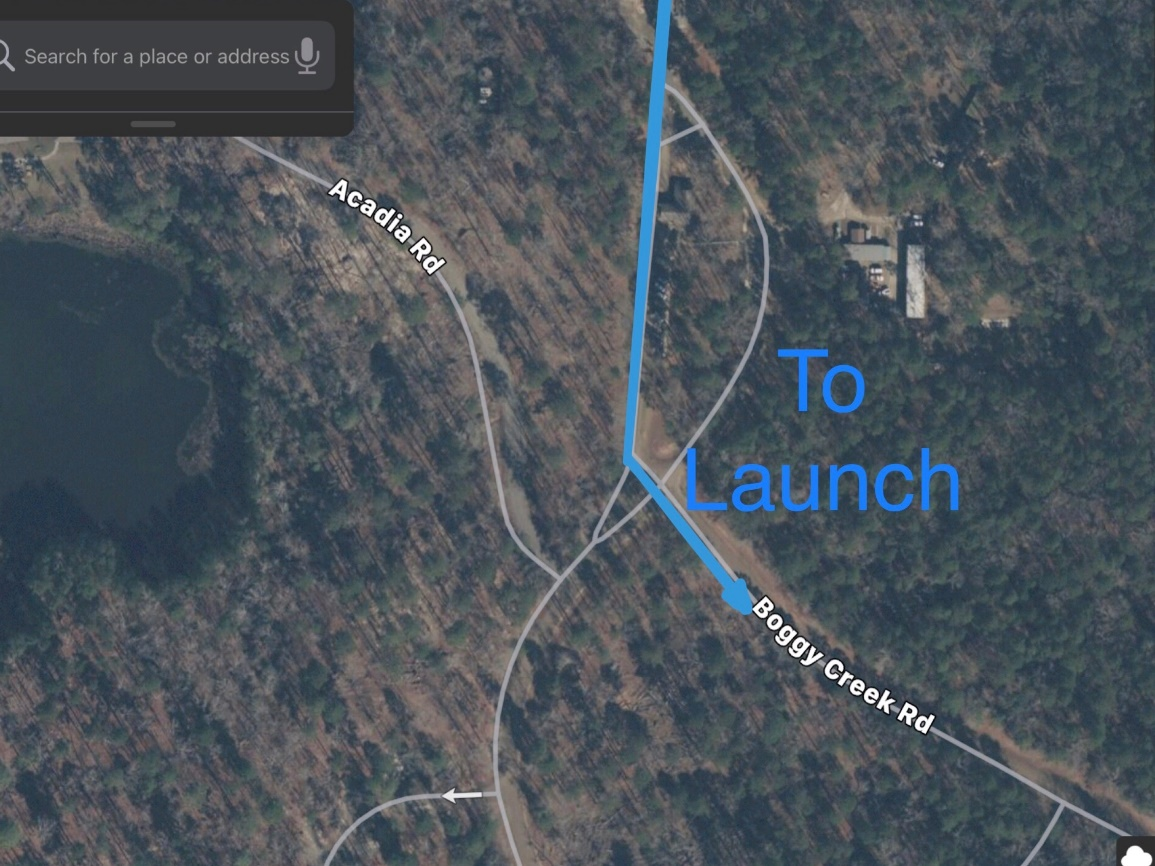 Search for a place or address
Acadia Rd
To
Launch
Boggy Creek Rd